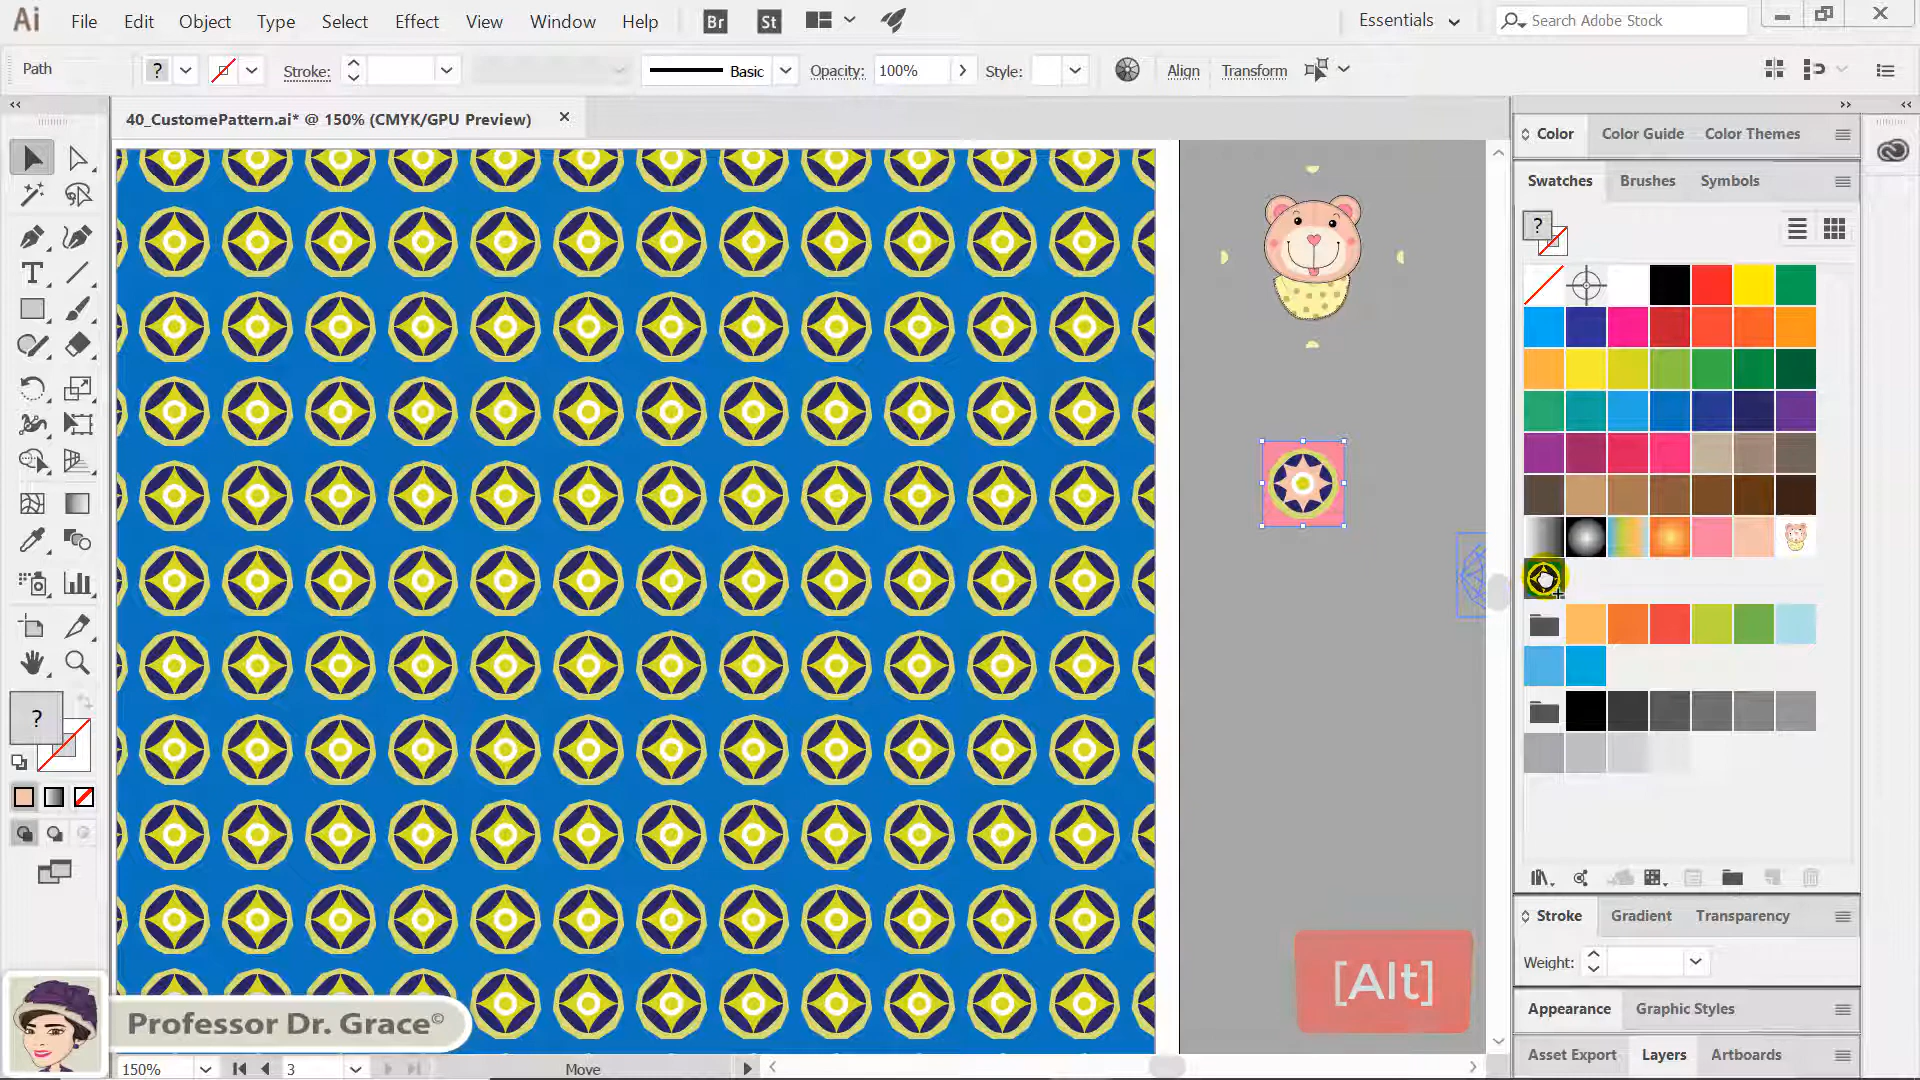 Ai File Edit Object Type Select Effect View Window Help Br St Essentials Search Adobe Stock
Path ? Stroke: Basic Opacity: 100% Style: Align Transform
40_CustomePattern.ai* @ 150% (CMYK/GPU Preview)
Color Color Guide Color Themes
Swatches Brushes Symbols
?
?
Stroke Gradient Transparency
Weight:
[Alt]
Appearance Graphic Styles
Professor Dr. Grace©
Asset Export Layers Artboards
150% 3 Move